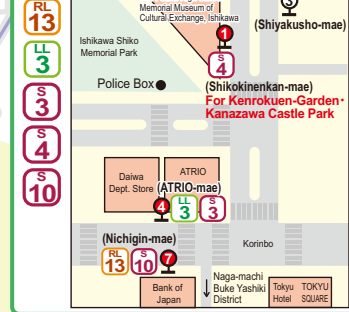 RL
13
LL
3
S
3
S
4
S
10
Memorial Museum of
Cultural Exchange, Ishikawa
1
S
4
3
(Shiyakusho-mae)
Ishikawa Shiko
Memorial Park
Police Box
(Shikokinenkan-mae)
For Kenrokuen-Garden・
Kanazawa Castle Park
Daiwa
Dept. Store
ATRIO
(ATRIO-mae)
4
LL
3
S
3
(Nichigin-mae)
RL
13
S
10
7
Korinbo
Bank of
Japan
Naga-machi
Buke Yashiki
District
Tokyu
Hotel
TOKYU
SQUARE